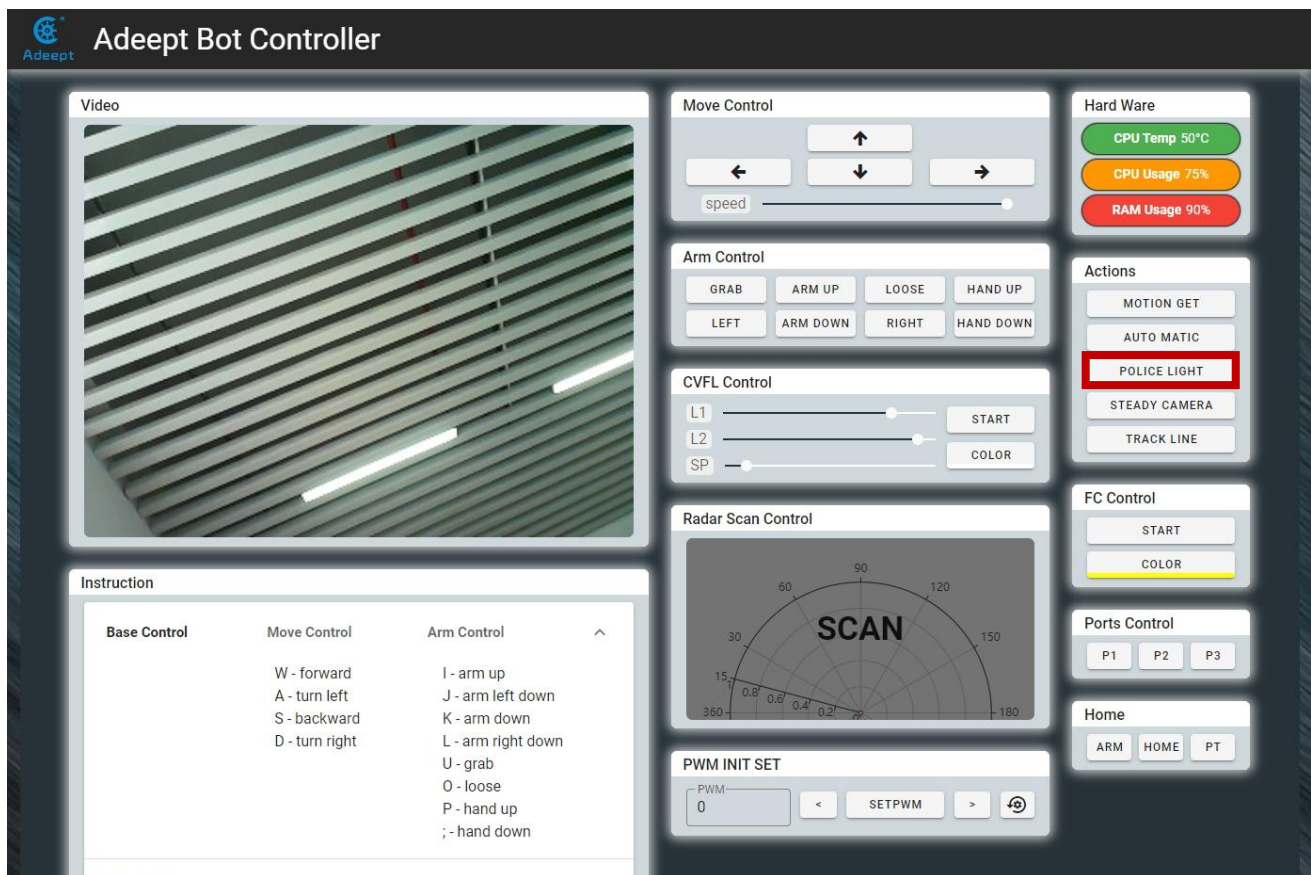 Adeept
Adeept Bot Controller
Video
Instruction
Base Control
Move Control
W - forward
A - turn left
S - backward
D - turn right
Arm Control
I - arm up
J - arm left down
K - arm down
L - arm right down
U - grab
O - loose
P - hand up
; - hand down
Move Control
speed
Arm Control
GRAB ARM UP LOOSE HAND UP
LEFT ARM DOWN RIGHT HAND DOWN
CVFL Control
L1
L2
SP
START
COLOR
Radar Scan Control
90
60 120
SCAN
30 150
15
1 0.8 0.6 0.4 0.2 0
360 180
PWM INIT SET
PWM
0 < SETPWM >
Hard Ware
CPU Temp 50°C
CPU Usage 75%
RAM Usage 90%
Actions
MOTION GET
AUTO MATIC
POLICE LIGHT
STEADY CAMERA
TRACK LINE
FC Control
START
COLOR
Ports Control
P1 P2 P3
Home
ARM HOME PT